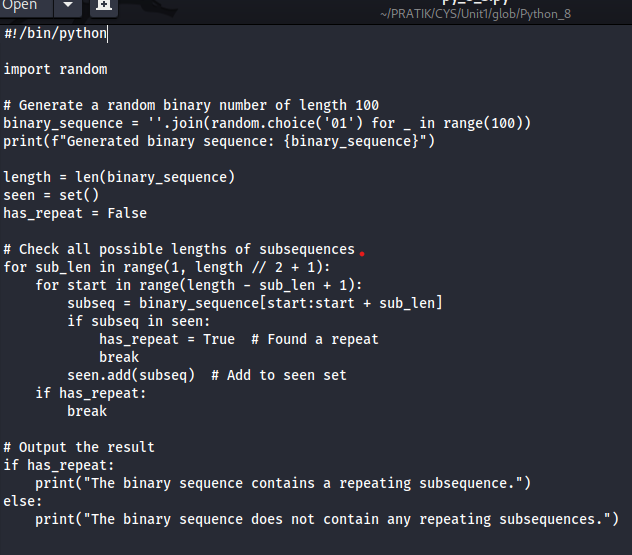 Open
~/PRATIK/CYS/Unit1/glob/Python_8
#!/bin/python

import random

# Generate a random binary number of length 100
binary_sequence = ''.join(random.choice('01') for _ in range(100))
print(f"Generated binary sequence: {binary_sequence}")

length = len(binary_sequence)
seen = set()
has_repeat = False

# Check all possible lengths of subsequences
for sub_len in range(1, length // 2 + 1):
    for start in range(length - sub_len + 1):
        subseq = binary_sequence[start:start + sub_len]
        if subseq in seen:
            has_repeat = True  # Found a repeat
            break
        seen.add(subseq)  # Add to seen set
    if has_repeat:
        break

# Output the result
if has_repeat:
    print("The binary sequence contains a repeating subsequence.")
else:
    print("The binary sequence does not contain any repeating subsequences.")